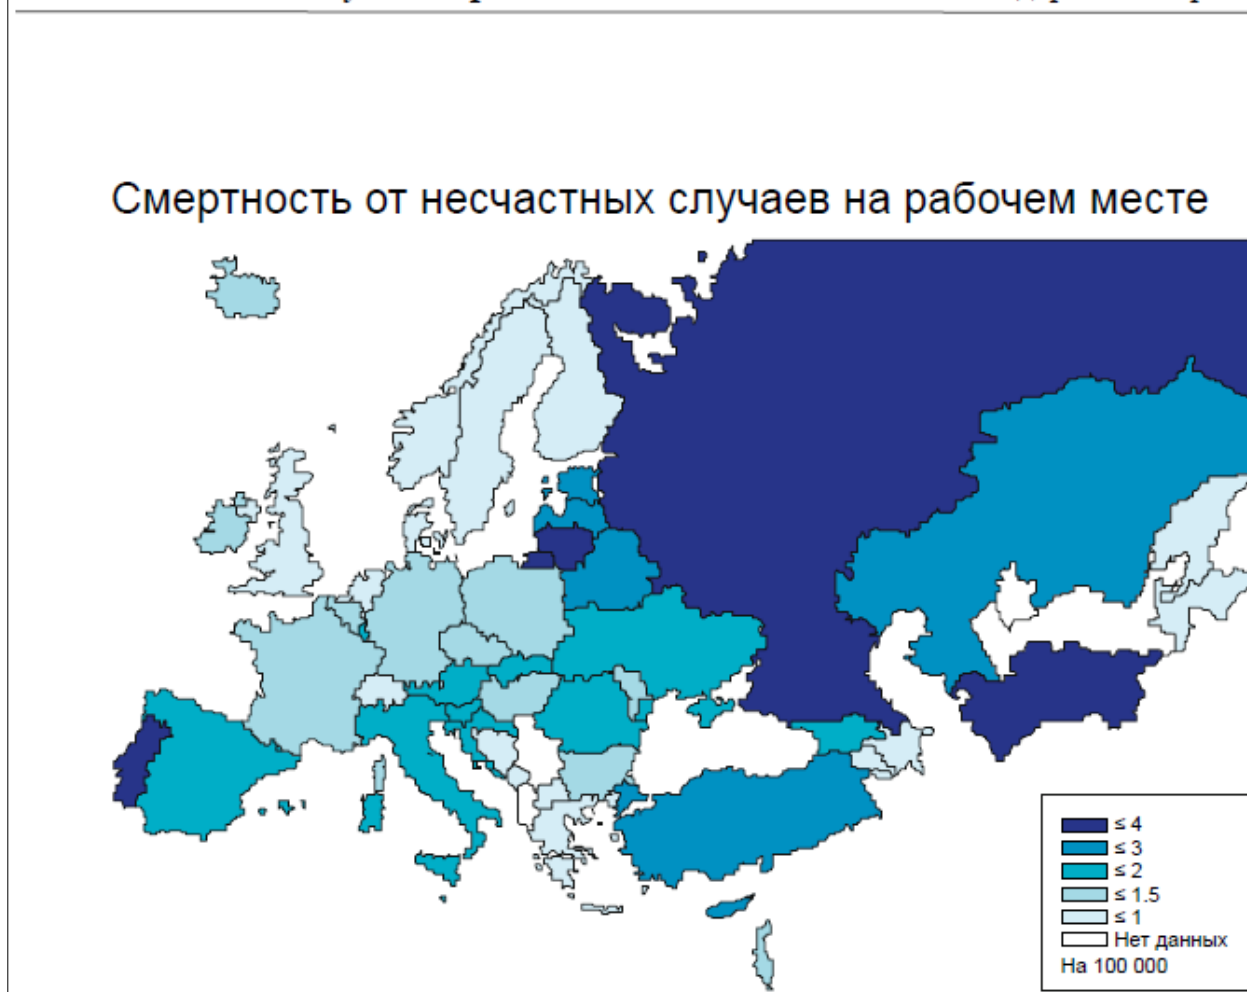 Смертность от несчастных случаев на рабочем месте
≤ 4
≤ 3
≤ 2
≤ 1.5
≤ 1
Нет данных
На 100 000